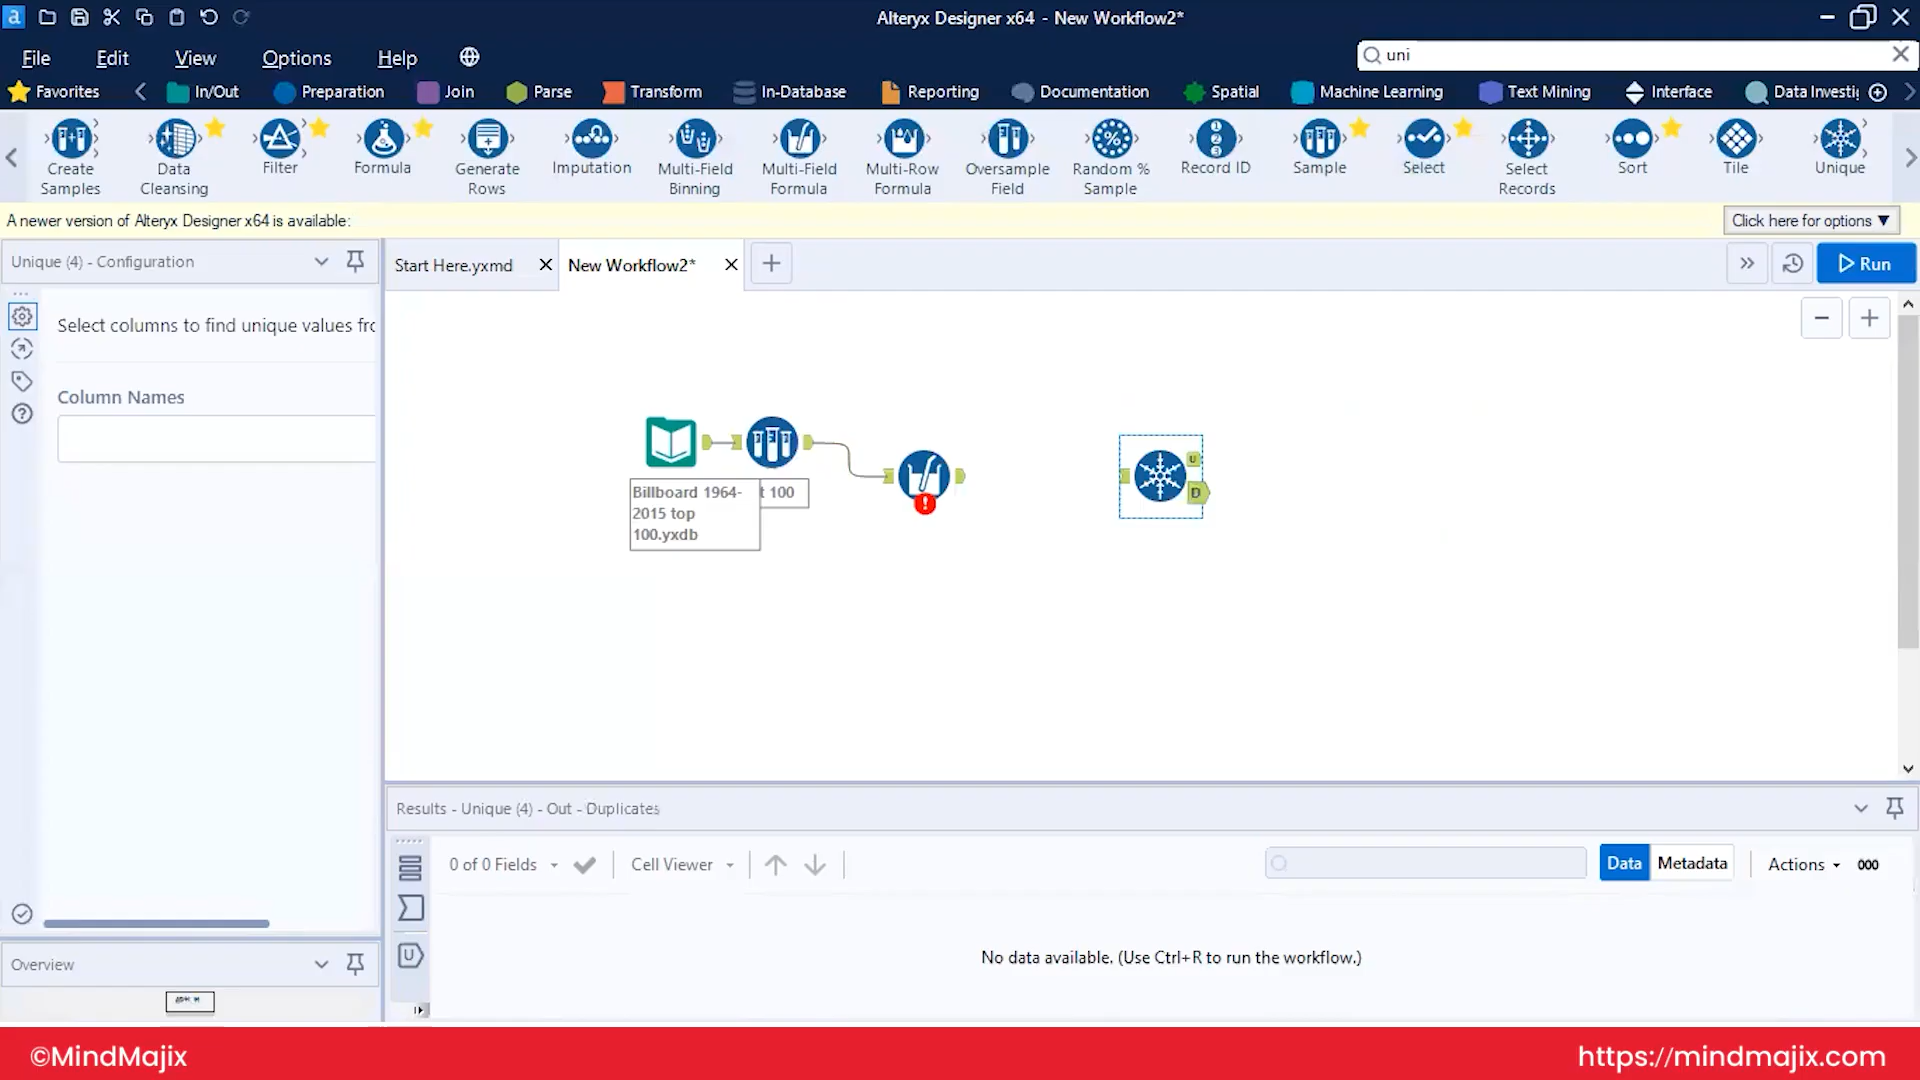 a
Alteryx Designer x64 - New Workflow2*
File Edit View Options Help
uni
Favorites In/Out Preparation Join Parse Transform In-Database Reporting Documentation Spatial Machine Learning Text Mining Interface Data Investi
Create Samples
Data Cleansing
Filter
Formula
Generate Rows
Imputation
Multi-Field Binning
Multi-Field Formula
Multi-Row Formula
Oversample Field
Random % Sample
Record ID
Sample
Select
Select Records
Sort
Tile
Unique
A newer version of Alteryx Designer x64 is available:
Click here for options ▼
Unique (4) - Configuration
Start Here.yxmd
New Workflow2*
Run
Select columns to find unique values fro
Column Names
Billboard 1964-
2015 top
100.yxdb
t 100
U
D
Results - Unique (4) - Out - Duplicates
0 of 0 Fields
Cell Viewer
Data
Metadata
Actions
000
U
No data available. (Use Ctrl+R to run the workflow.)
Overview
©MindMajix
https://mindmajix.com